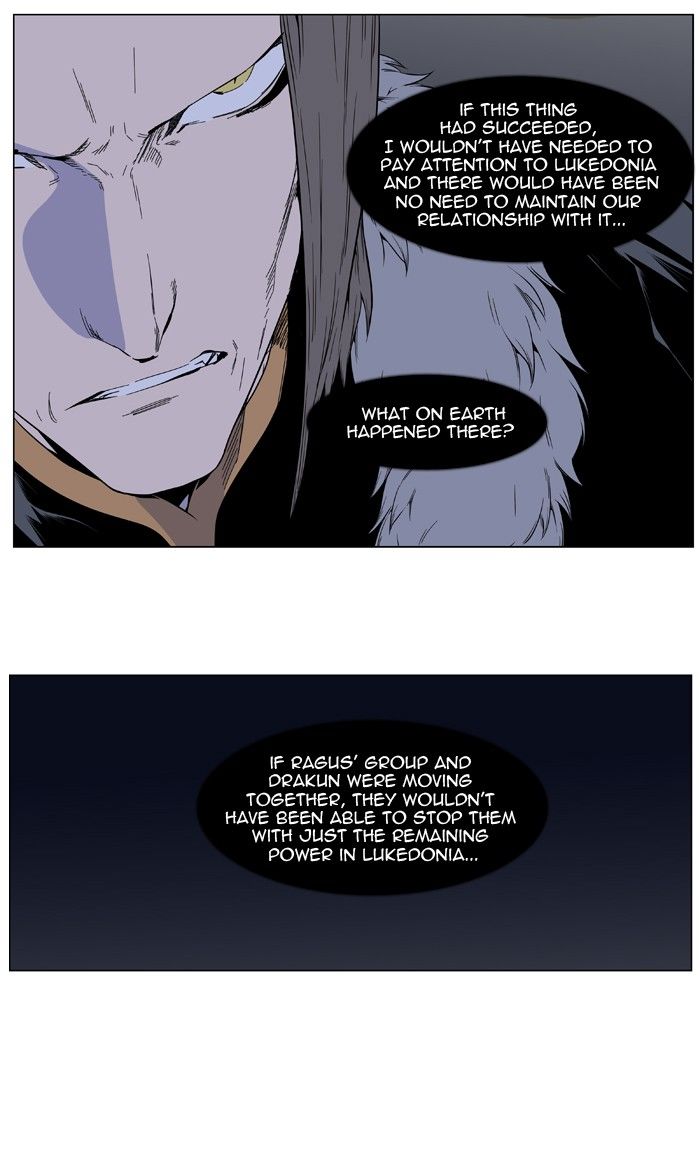 IF THIS THING
HAD SUCCEEDED,
I WOULDN'T HAVE NEEDED TO
PAY ATTENTION TO LUKEDONIA
AND THERE WOULD HAVE BEEN
NO NEED TO MAINTAIN OUR
RELATIONSHIP WITH IT...
WHAT ON EARTH
HAPPENED THERE?
IF RAGUS' GROUP AND
DRAKUN WERE MOVING
TOGETHER, THEY WOULDN'T
HAVE BEEN ABLE TO STOP THEM
WITH JUST THE REMAINING
POWER IN LUKEDONIA...